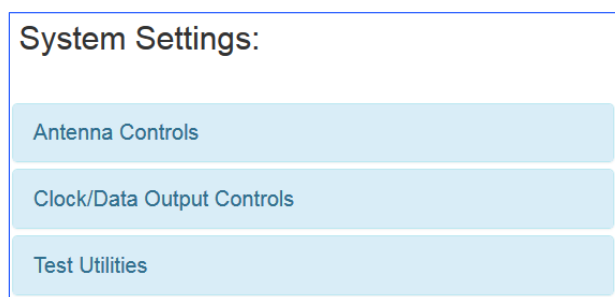 System Settings:
Antenna Controls
Clock/Data Output Controls
Test Utilities